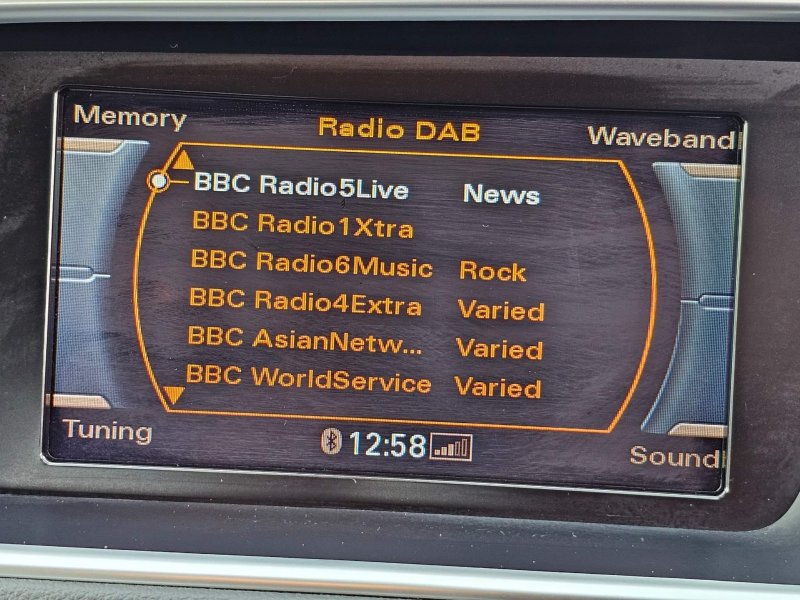 Memory
Radio DAB
Waveband
BBC Radio5Live News
BBC Radio1Xtra
BBC Radio6Music Rock
BBC Radio4Extra Varied
BBC AsianNetw... Varied
BBC WorldService Varied
Tuning
12:58
Sound